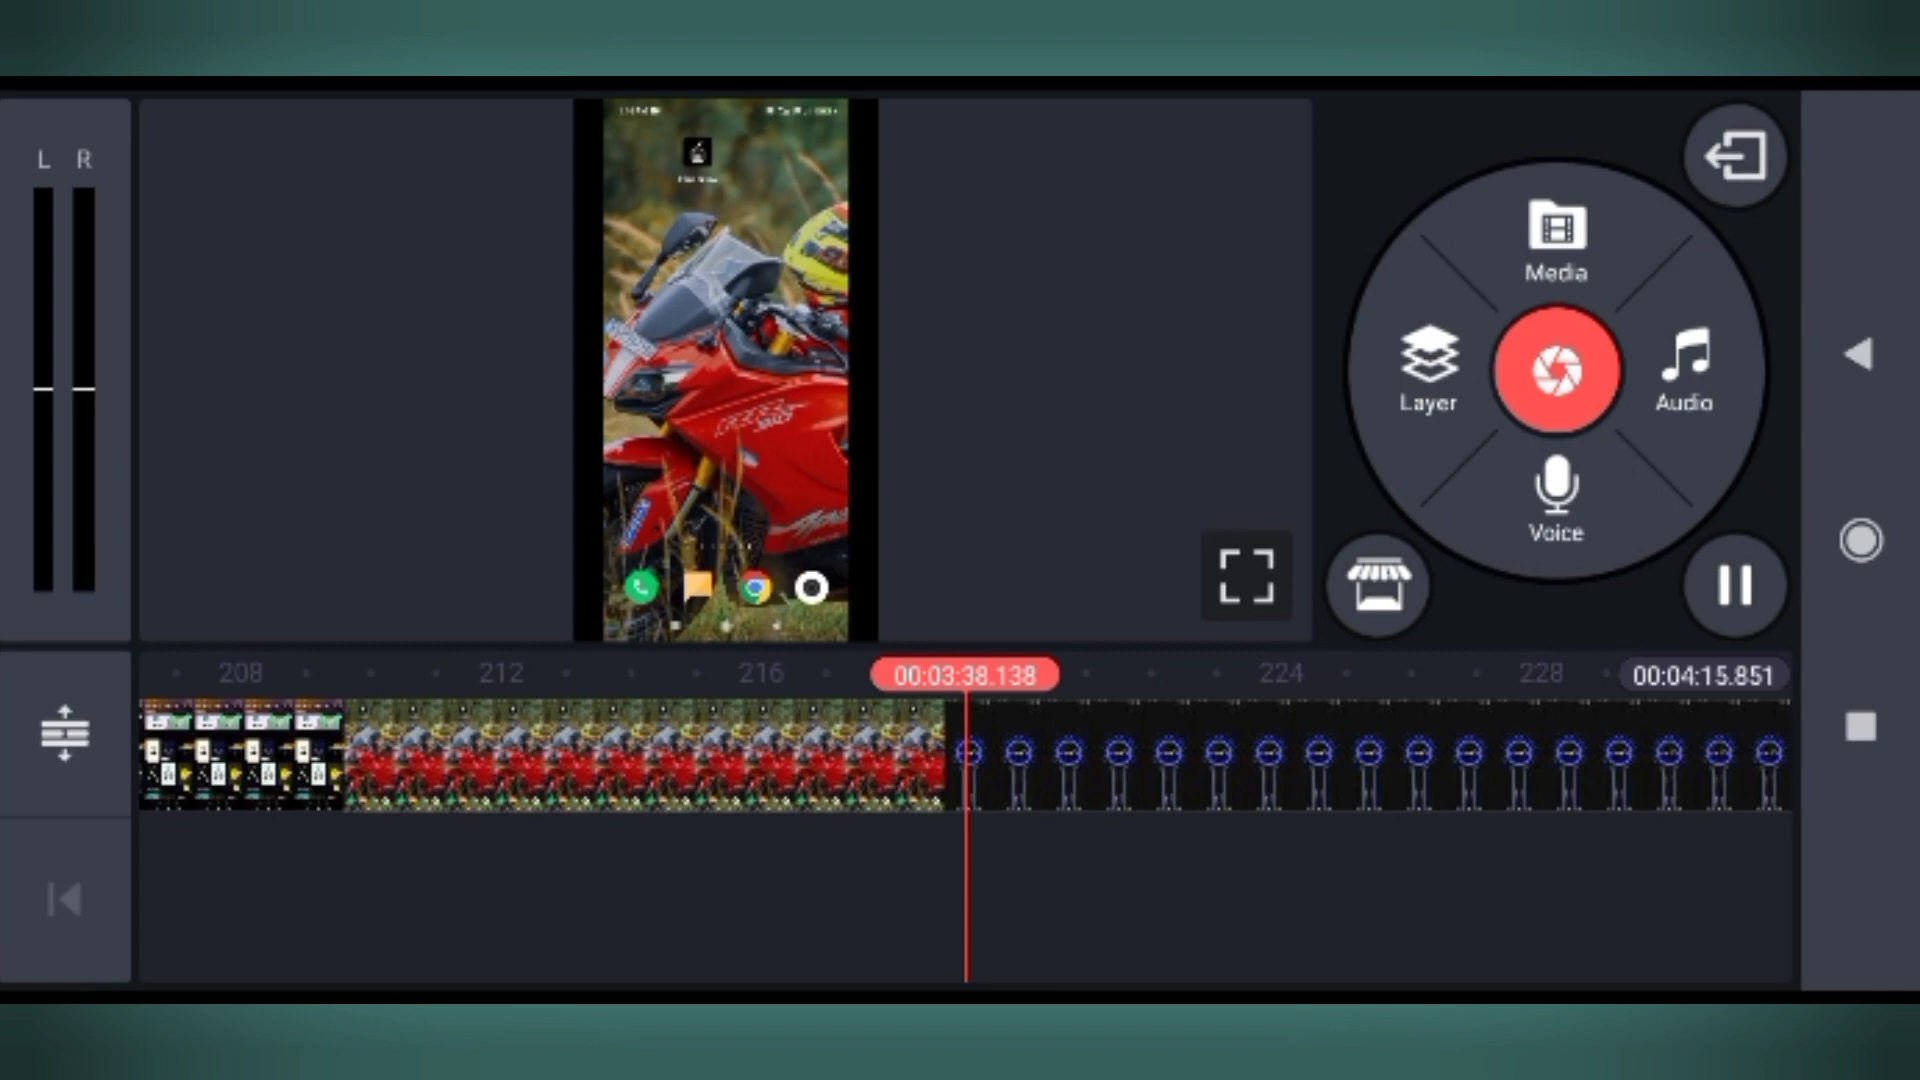 L R
Media
Layer
Audio
Voice
208
212
216
00:03:38.138
224
228
00:04:15.851